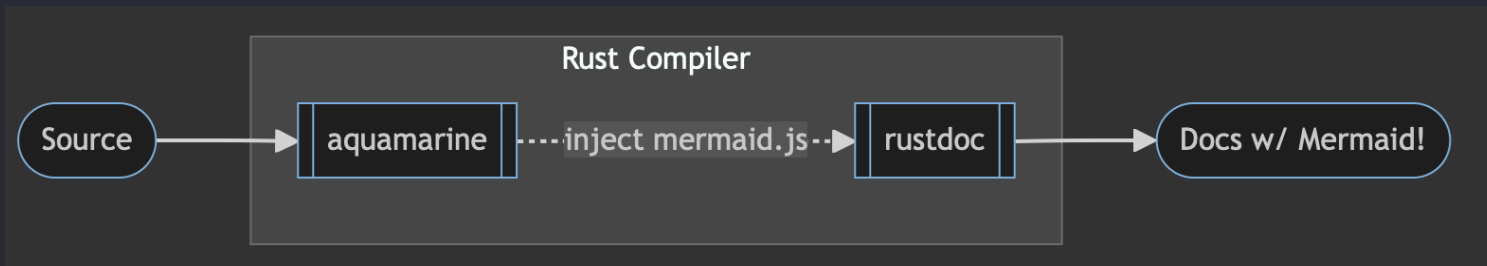 Rust Compiler
Source
aquamarine
inject mermaid.js
rustdoc
Docs w/ Mermaid!